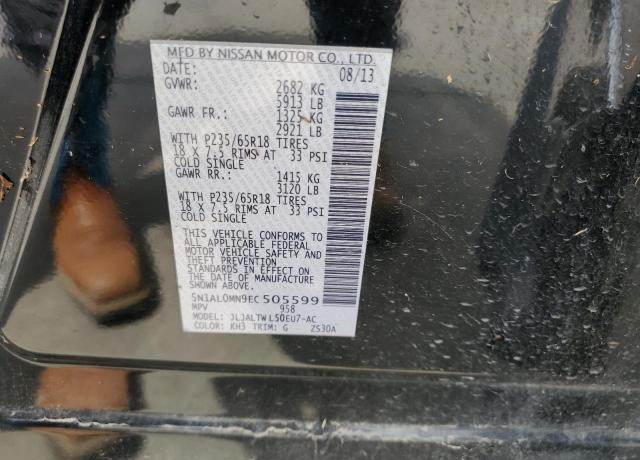 MFD BY NISSAN MOTOR CO., LTD.
DATE: 08/13
GVWR: 2682 KG
5913 LB
GAWR FR.: 1325 KG
2921 LB
WITH P235/65R18 TIRES
18 X 7.5 RIMS AT 33 PSI
COLD SINGLE
GAWR RR.: 1415 KG
3120 LB
WITH P235/65R18 TIRES
18 X 7.5 RIMS AT 33 PSI
COLD SINGLE
THIS VEHICLE CONFORMS TO
ALL APPLICABLE FEDERAL
MOTOR VEHICLE SAFETY AND
THEFT PREVENTION
STANDARDS IN EFFECT ON
THE DATE OF MANUFACTURE
SHOWN ABOVE.
5N1AL0MN9EC505599
MPV 958
MODEL: JLJALTWL50EU7-AC
COLOR: KH3 TRIM: G ZS30A